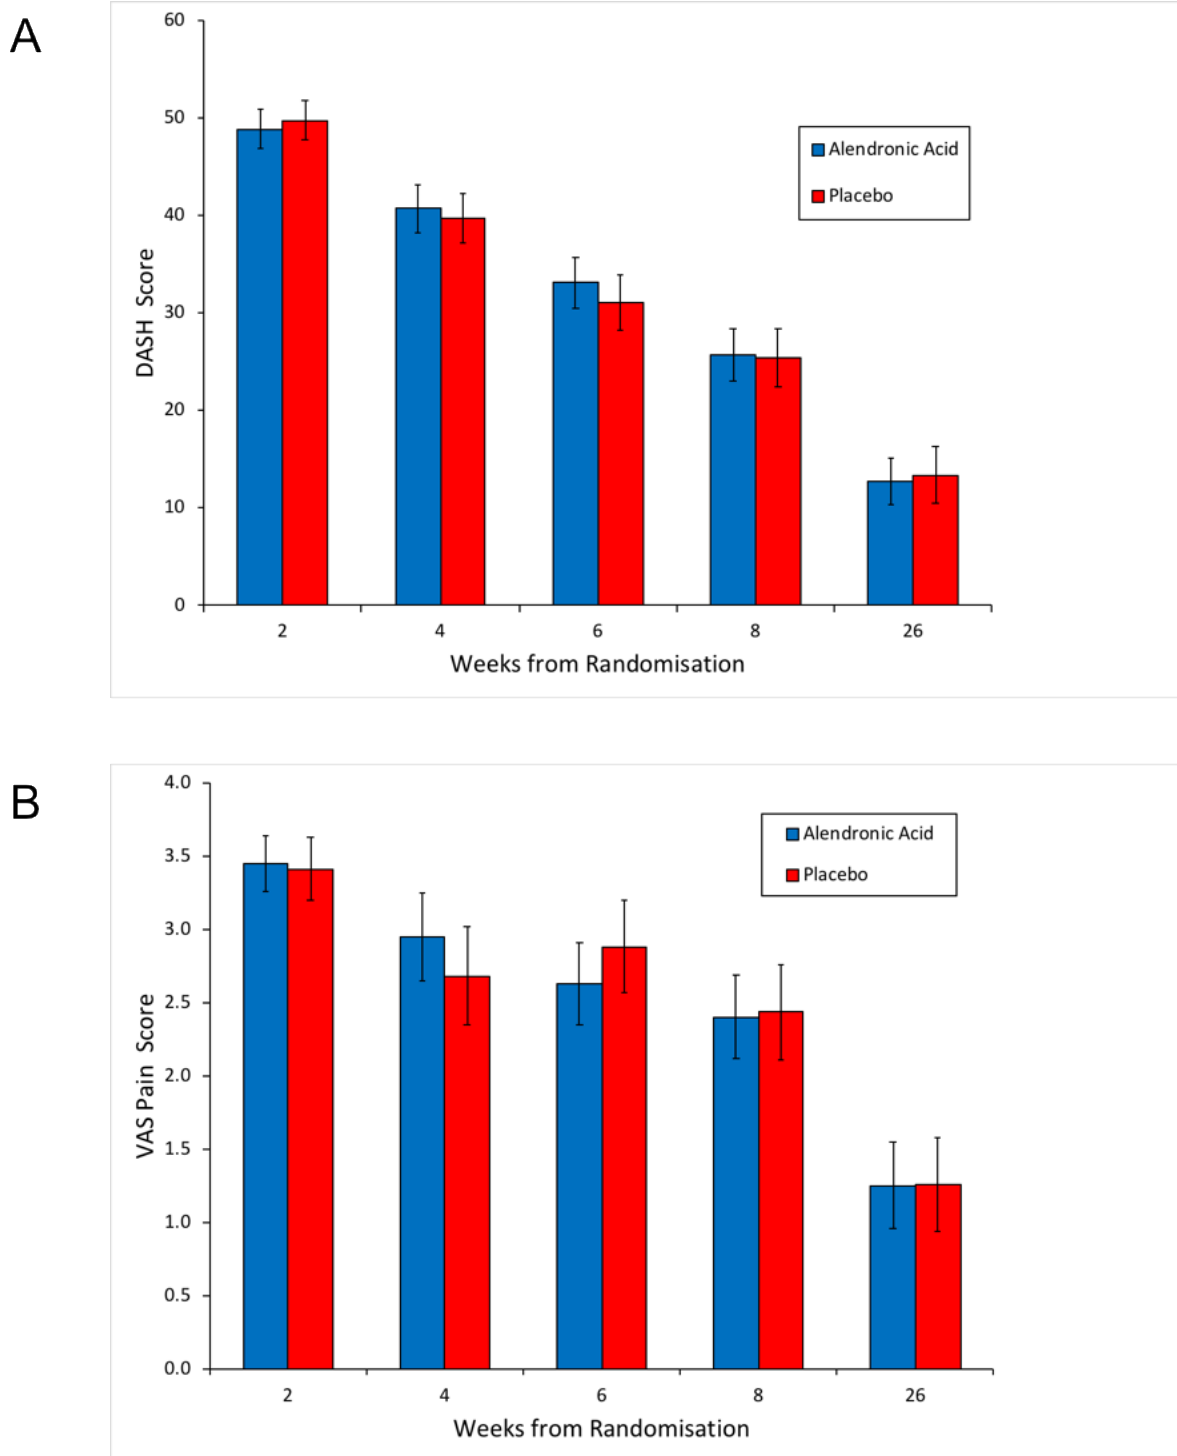 A
60
50
40
30
20
10
0
DASH Score
Alendronic Acid
Placebo
2 4 6 8 26
Weeks from Randomisation
B
4.0
3.5
3.0
2.5
2.0
1.5
1.0
0.5
0.0
VAS Pain Score
Alendronic Acid
Placebo
2 4 6 8 26
Weeks from Randomisation